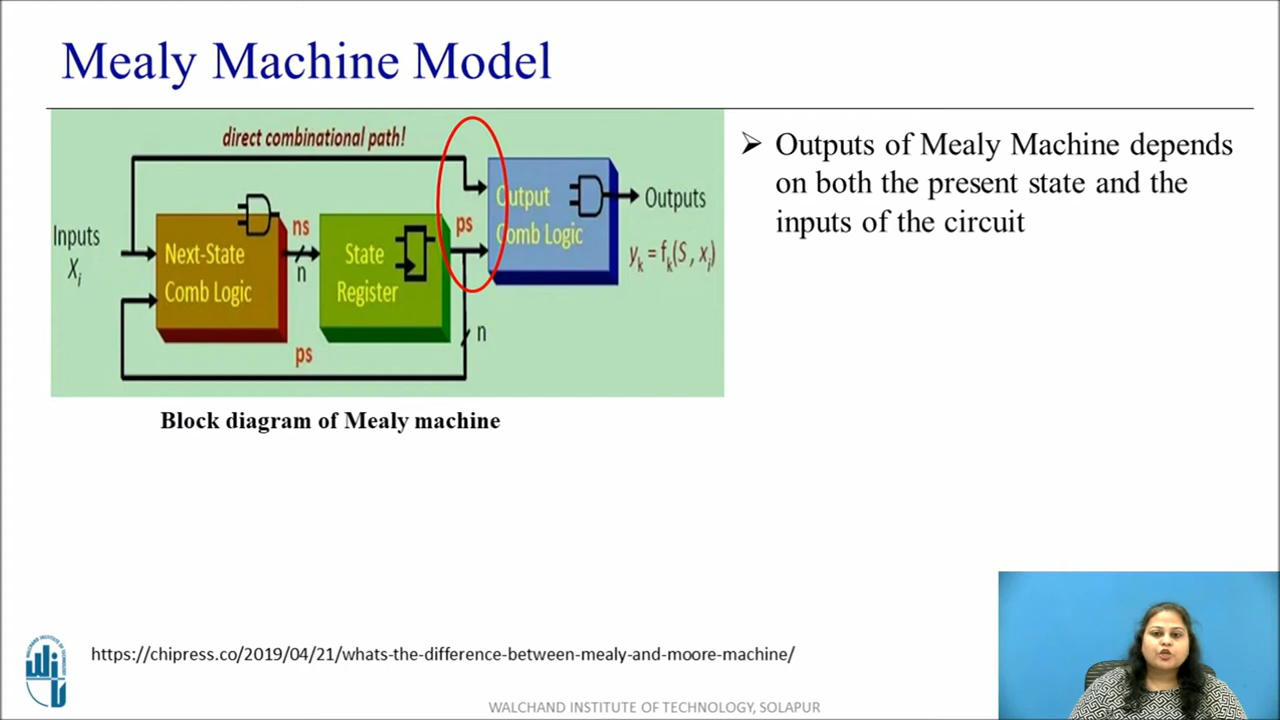 Mealy Machine Model
direct combinational path!
Inputs
Xi
Next-State
Comb Logic
ns
n
State
Register
ps
n
ps
Output
Comb Logic
Outputs
yk = fk(S, xi)
Block diagram of Mealy machine
➢ Outputs of Mealy Machine depends
on both the present state and the
inputs of the circuit
https://chipress.co/2019/04/21/whats-the-difference-between-mealy-and-moore-machine/
WALCHAND INSTITUTE OF TECHNOLOGY, SOLAPUR